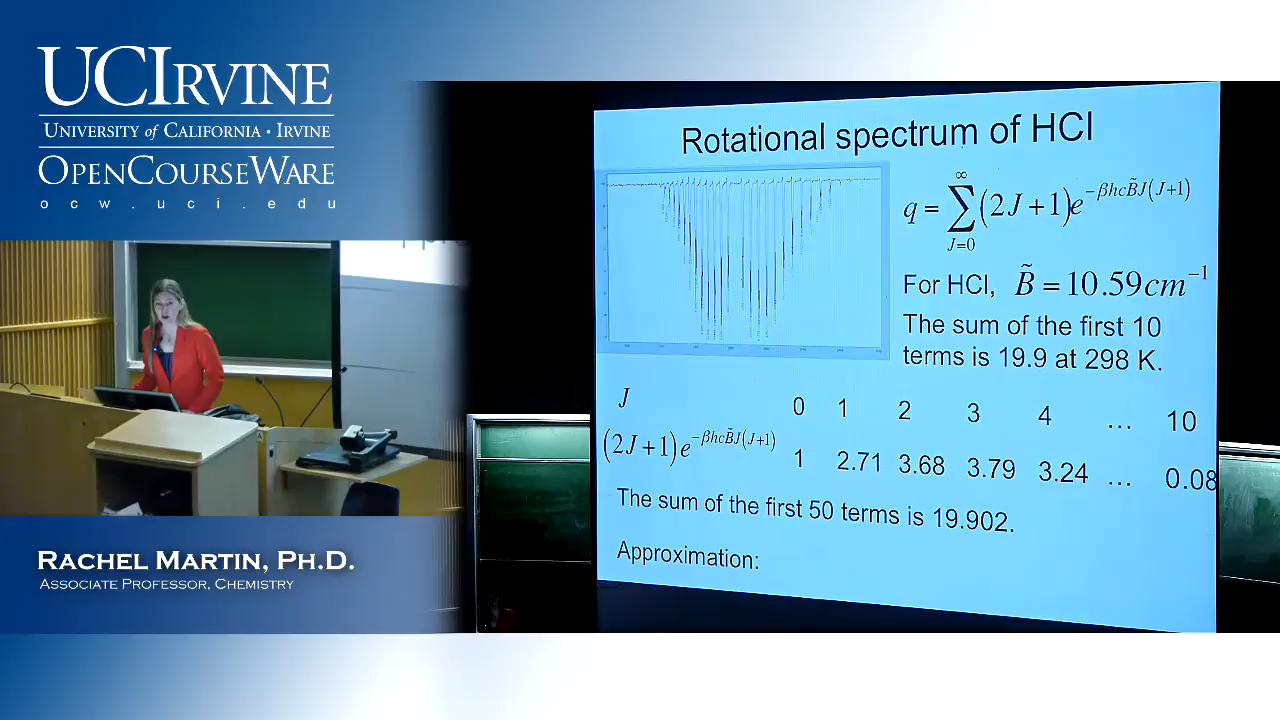 UCIRVINE
UNIVERSITY of CALIFORNIA · IRVINE
OPENCOURSEWARE
ocw.uci.edu
RACHEL MARTIN, PH.D.
ASSOCIATE PROFESSOR, CHEMISTRY
Rotational spectrum of HCl
q = ∑_{J=0}^{∞} (2J+1)e^{−βhcB̃J(J+1)}
For HCl, B̃ = 10.59cm⁻¹
The sum of the first 10
terms is 19.9 at 298 K.
J 0 1 2 3 4 … 10
(2J+1)e^{−βhcB̃J(J+1)} 1 2.71 3.68 3.79 3.24 … 0.08
The sum of the first 50 terms is 19.902.
Approximation: